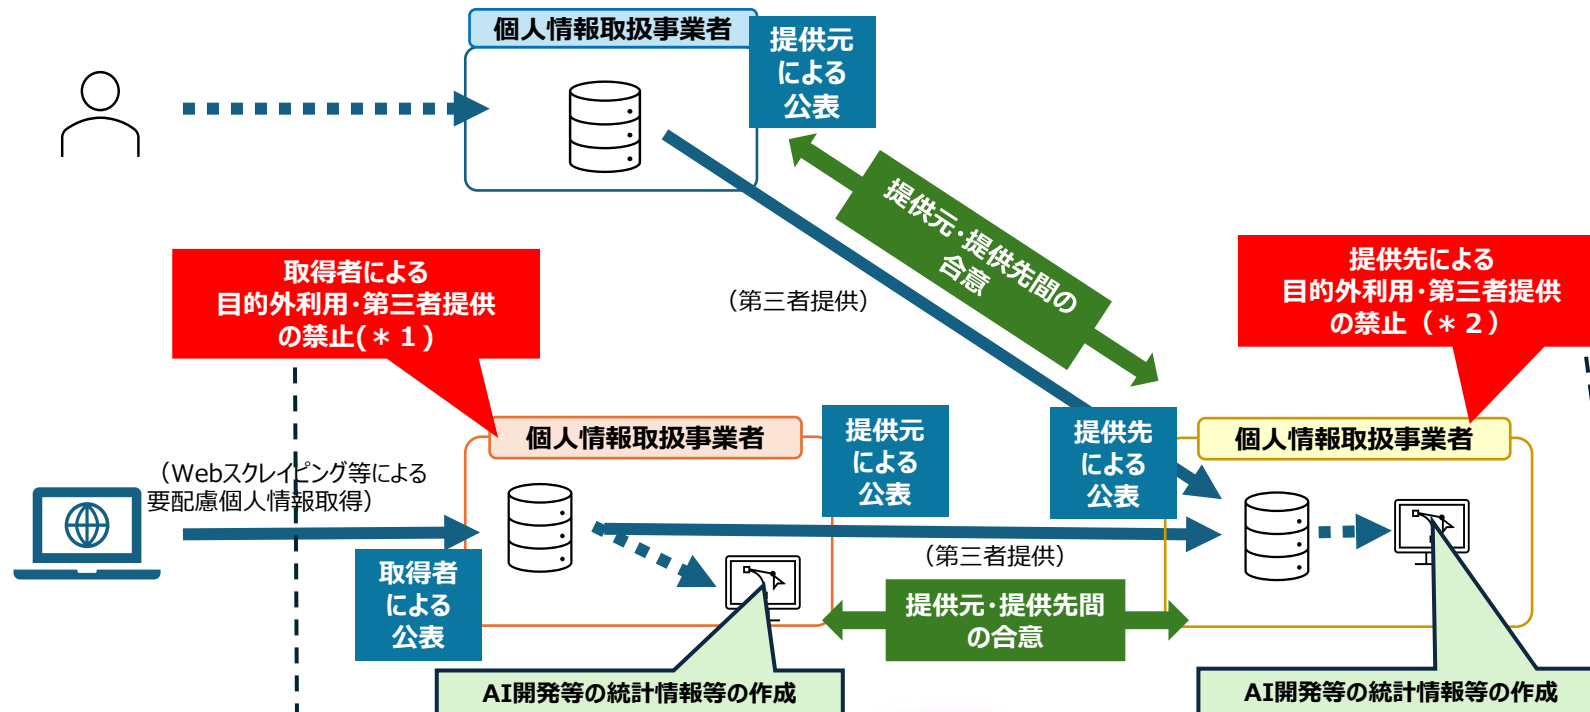 個人情報取扱事業者
提供元
による
公表
提供元・提供先間の
合意
（第三者提供）
取得者による
目的外利用・第三者提供
の禁止(＊１)
提供先による
目的外利用・第三者提供
の禁止（＊２）
個人情報取扱事業者
提供元
による
公表
提供先
による
公表
個人情報取扱事業者
（Webスクレイピング等による
要配慮個人情報取得）
（第三者提供）
取得者
による
公表
提供元・提供先間
の合意
AI開発等の統計情報等の作成
AI開発等の統計情報等の作成